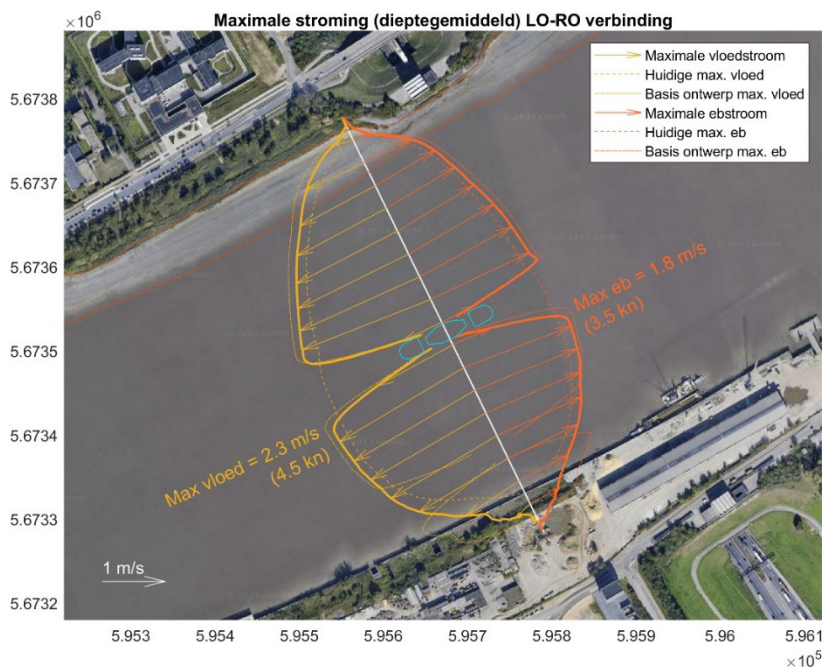 Maximale stroming (dieptegemiddeld) LO-RO verbinding
×10⁶
Maximale vloedstroom
Huidige max. vloed
Basis ontwerp max. vloed
Maximale ebstroom
Huidige max. eb
Basis ontwerp max. eb
5.6738
5.6737
5.6736
5.6735
5.6734
5.6733
5.6732
Max eb = 1.8 m/s
(3.5 kn)
Max vloed = 2.3 m/s
(4.5 kn)
1 m/s
5.953
5.954
5.955
5.956
5.957
5.958
5.959
5.96
5.961
×10⁵